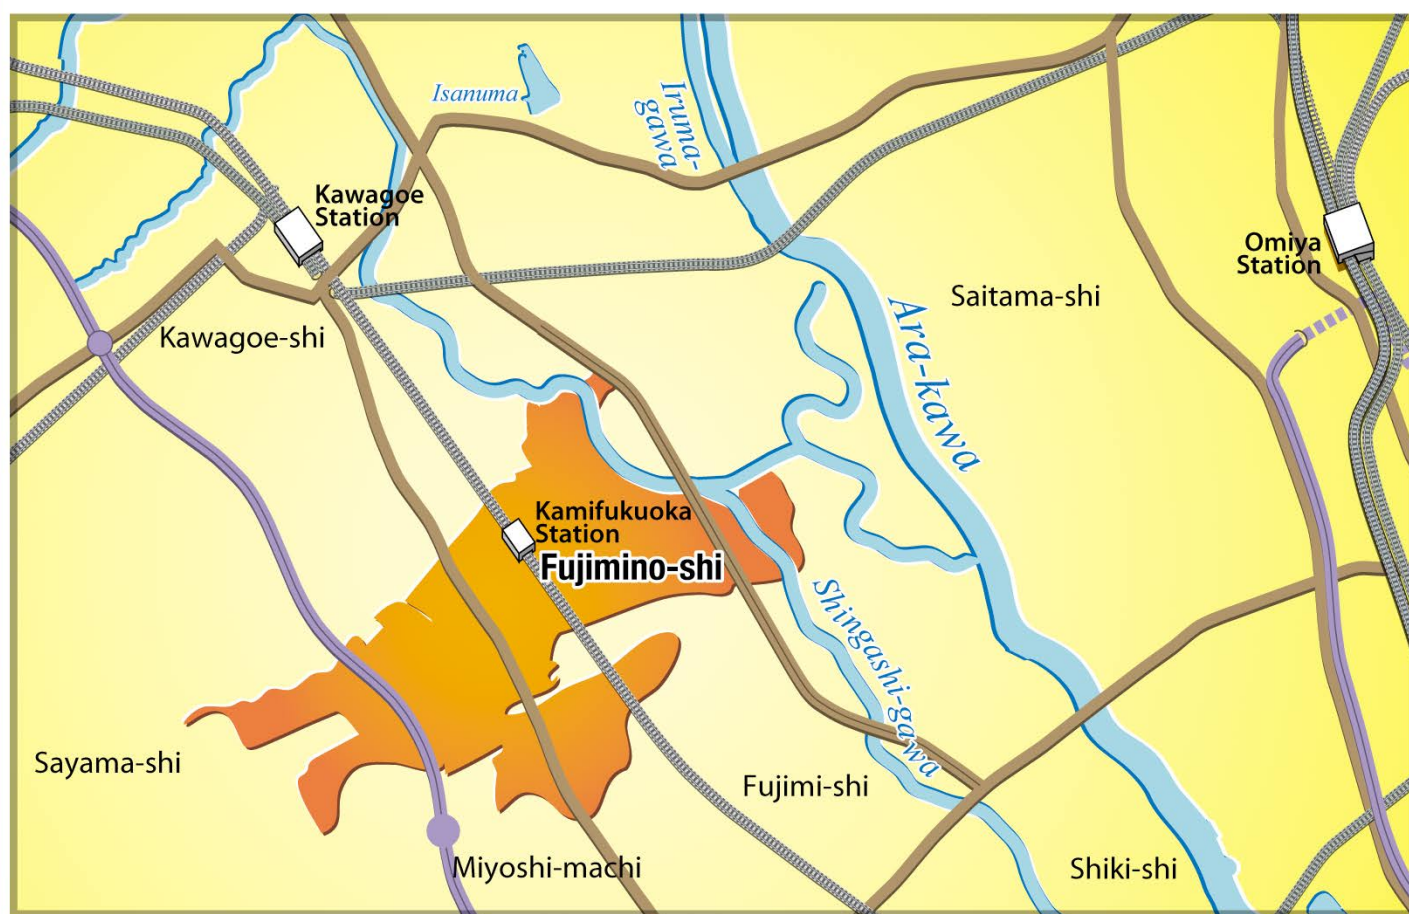 Isanuma
Iruma-
gawa
Kawagoe
Station
Omiya
Station
Saitama-shi
Kawagoe-shi
Ara-kawa
Kamifukuoka
Station
Fujimino-shi
Shingashi-gawa
Sayama-shi
Fujimi-shi
Miyoshi-machi
Shiki-shi